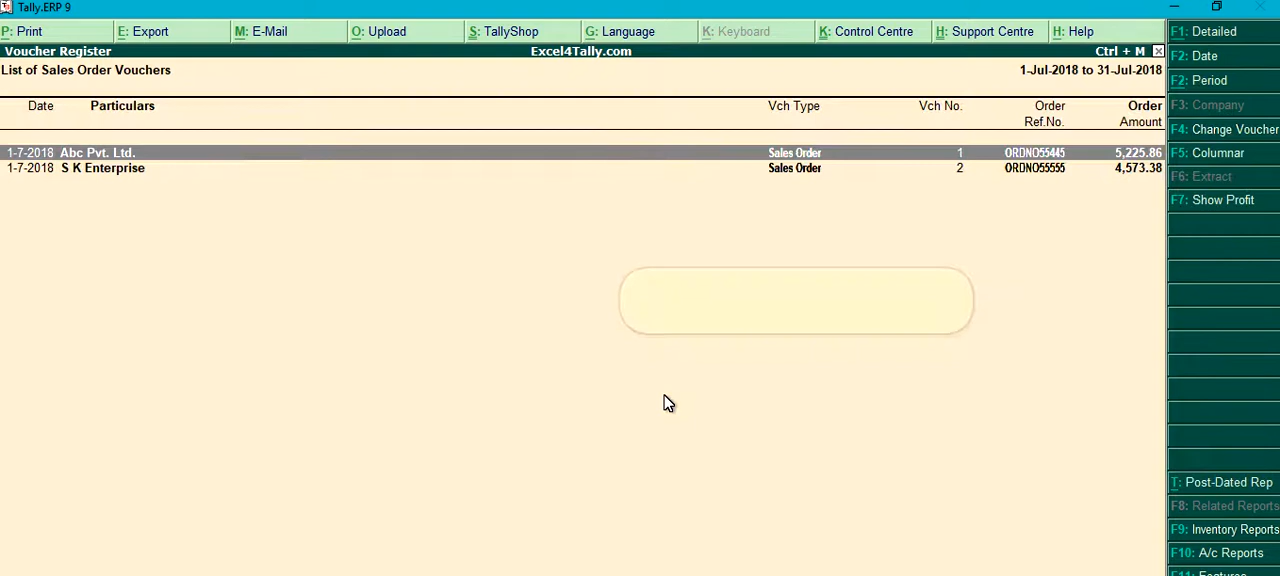 Tally.ERP 9
P: Print E: Export M: E-Mail O: Upload S: TallyShop G: Language K: Keyboard K: Control Centre H: Support Centre H: Help
Voucher Register Excel4Tally.com Ctrl + M
List of Sales Order Vouchers 1-Jul-2018 to 31-Jul-2018
Date Particulars Vch Type Vch No. Order Order
Ref.No. Amount
1-7-2018 Abc Pvt. Ltd. Sales Order 1 ORDNO55445 5,225.86
1-7-2018 S K Enterprise Sales Order 2 ORDNO55555 4,573.38
F1: Detailed
F2: Date
F2: Period
F3: Company
F4: Change Voucher
F5: Columnar
F6: Extract
F7: Show Profit
T: Post-Dated Rep
F8: Related Reports
F9: Inventory Reports
F10: A/c Reports
F11: Features